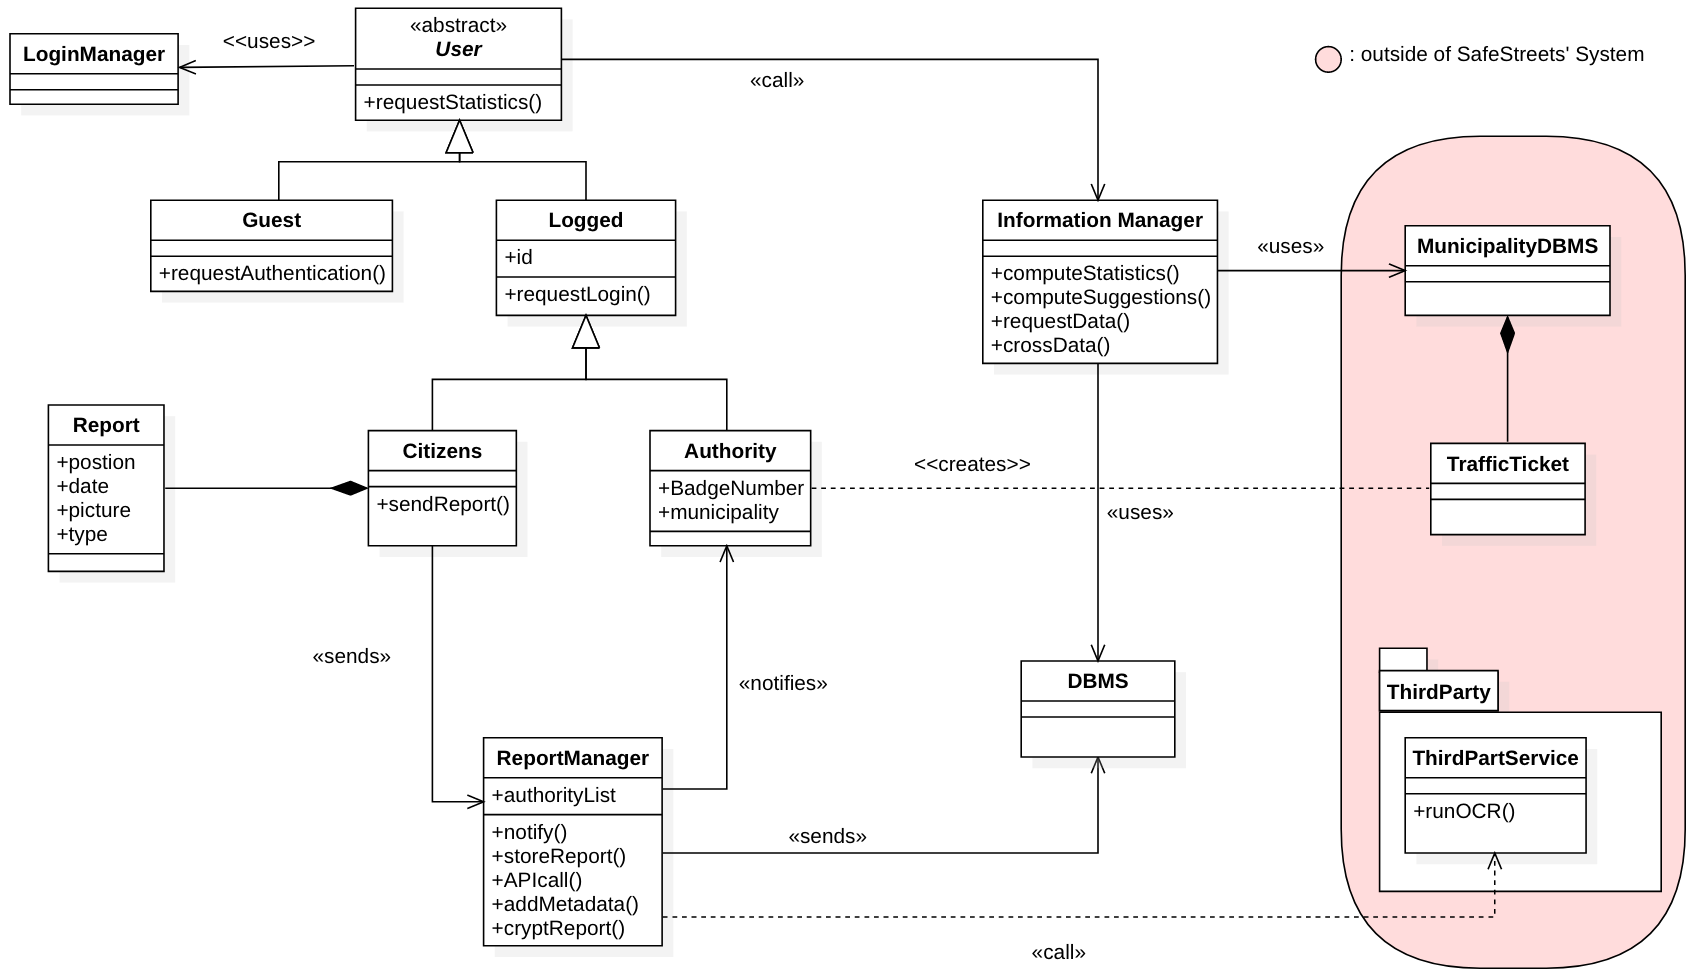 LoginManager
<<uses>>
«abstract»
User
+requestStatistics()
«call»
: outside of SafeStreets' System
Guest
+requestAuthentication()
Logged
+id
+requestLogin()
Information Manager
+computeStatistics()
+computeSuggestions()
+requestData()
+crossData()
«uses»
MunicipalityDBMS
Report
+postion
+date
+picture
+type
Citizens
+sendReport()
Authority
+BadgeNumber
+municipality
<<creates>>
«uses»
TrafficTicket
«sends»
«notifies»
DBMS
ThirdParty
ThirdPartService
+runOCR()
ReportManager
+authorityList
+notify()
+storeReport()
+APIcall()
+addMetadata()
+cryptReport()
«sends»
«call»